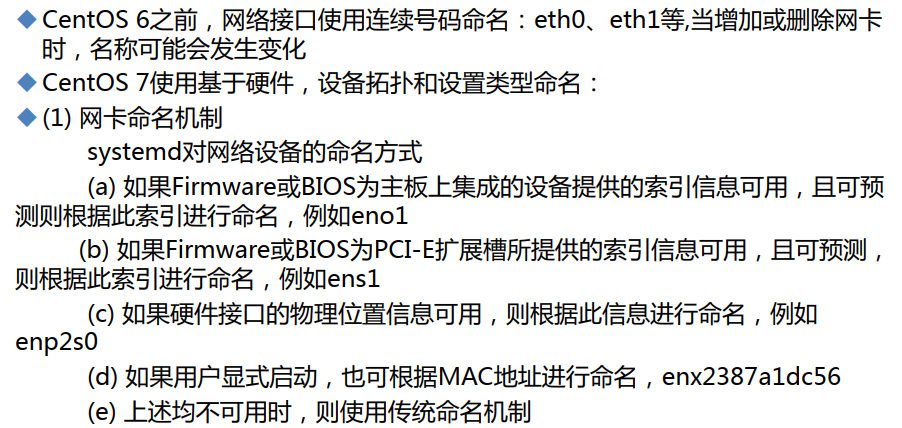 ◆CentOS 6之前，网络接口使用连续号码命名：eth0、eth1等,当增加或删除网卡
时，名称可能会发生变化
◆CentOS 7使用基于硬件，设备拓扑和设置类型命名：
◆(1) 网卡命名机制
systemd对网络设备的命名方式
(a) 如果Firmware或BIOS为主板上集成的设备提供的索引信息可用，且可预
测则根据此索引进行命名，例如eno1
(b) 如果Firmware或BIOS为PCI-E扩展槽所提供的索引信息可用，且可预测，
则根据此索引进行命名，例如ens1
(c) 如果硬件接口的物理位置信息可用，则根据此信息进行命名，例如
enp2s0
(d) 如果用户显式启动，也可根据MAC地址进行命名，enx2387a1dc56
(e) 上述均不可用时，则使用传统命名机制